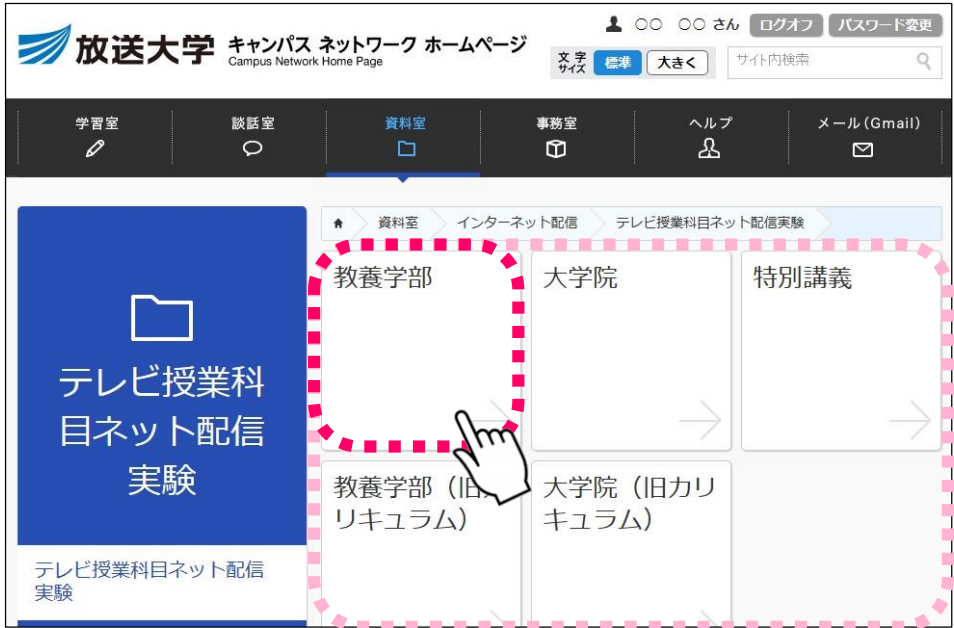 放送大学 キャンパス ネットワーク ホームページ
Campus Network Home Page
○○ ○○ さん ログオフ パスワード変更
文字サイズ 標準 大きく サイト内検索
学習室 談話室 資料室 事務室 ヘルプ メール(Gmail)
資料室 インターネット配信 テレビ授業科目ネット配信実験
テレビ授業科
目ネット配信
実験
テレビ授業科目ネット配信
実験
教養学部 大学院 特別講義
教養学部(旧カ 大学院(旧カリ
リキュラム) キュラム)